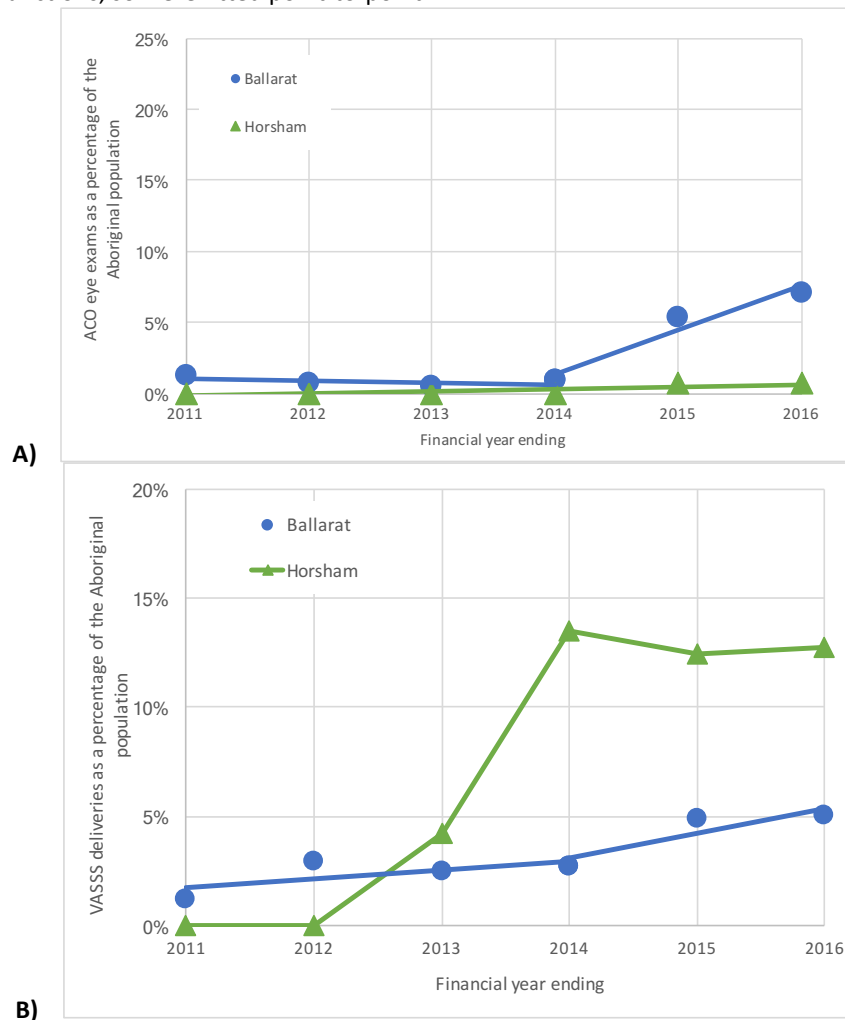 25%
20%
15%
10%
5%
0%
ACO eye exams as a percentage of the
Aboriginal population
Ballarat
Horsham
2011 2012 2013 2014 2015 2016
Financial year ending
A)
20%
15%
10%
5%
0%
VASSS deliveries as a percentage of the Aboriginal
population
Ballarat
Horsham
2011 2012 2013 2014 2015 2016
Financial year ending
B)